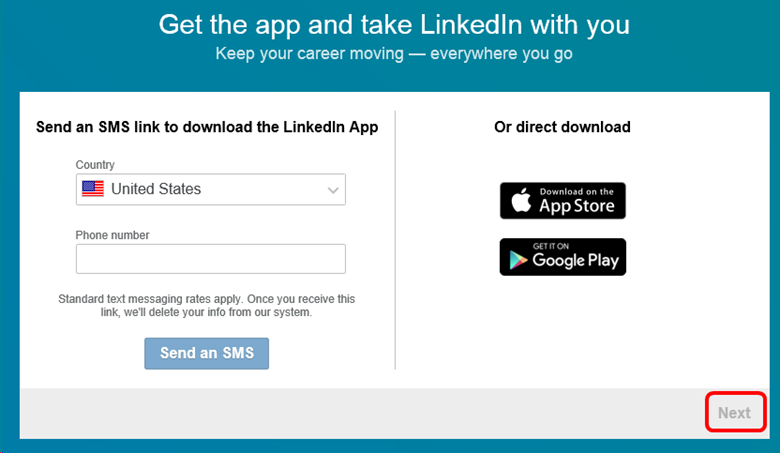 Get the app and take LinkedIn with you
Keep your career moving — everywhere you go
Send an SMS link to download the LinkedIn App
Country
United States
Phone number
Standard text messaging rates apply. Once you receive this
link, we'll delete your info from our system.
Send an SMS
Or direct download
Download on the
App Store
GET IT ON
Google Play
Next